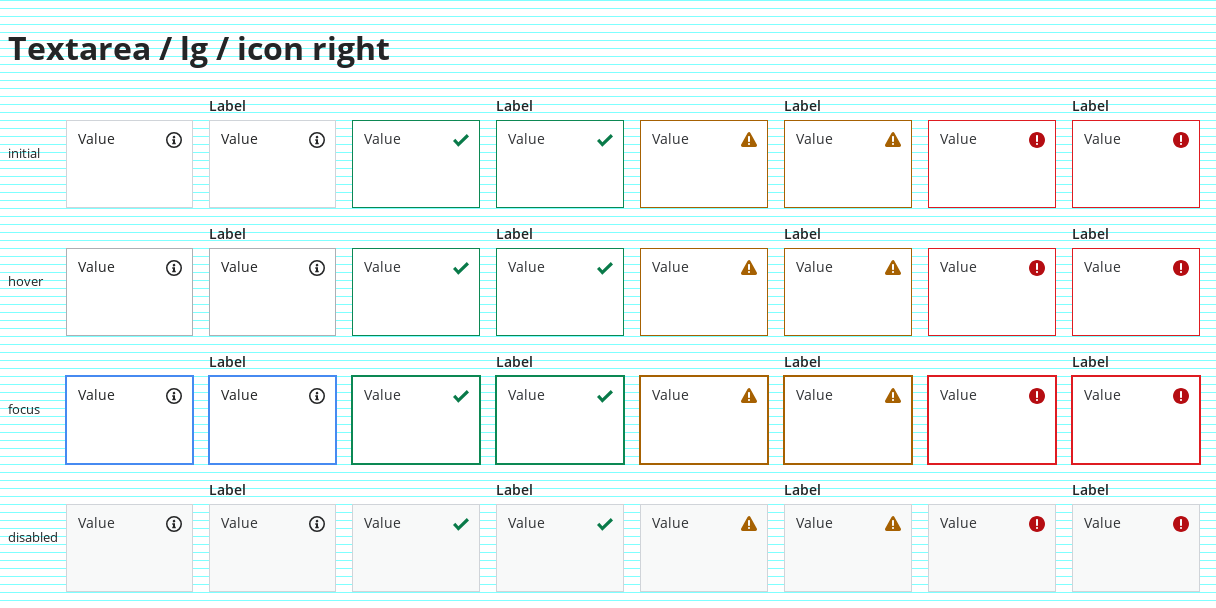 Textarea / lg / icon right
Label Label Label Label
initial Value Value Value Value Value Value Value Value
Label Label Label Label
hover Value Value Value Value Value Value Value Value
Label Label Label Label
focus Value Value Value Value Value Value Value Value
Label Label Label Label
disabled Value Value Value Value Value Value Value Value